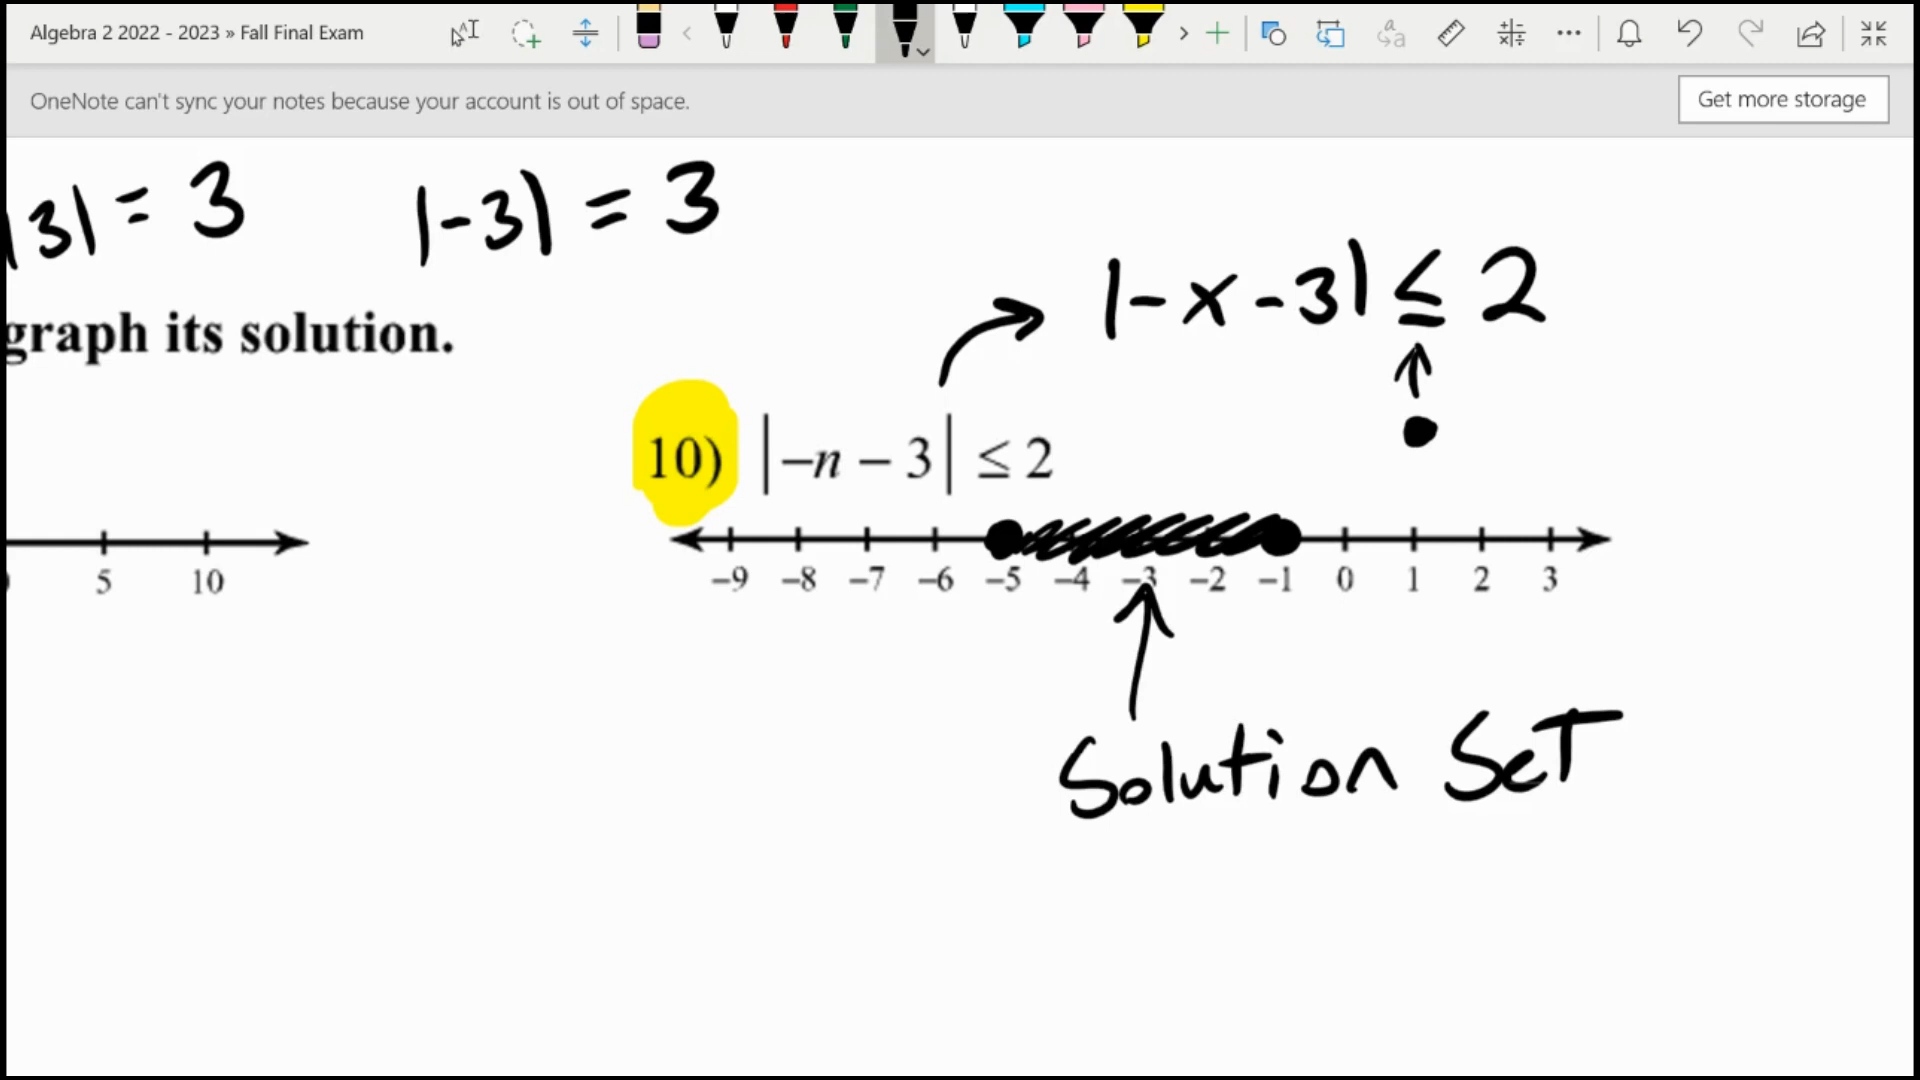 Algebra 2 2022 - 2023 » Fall Final Exam
OneNote can't sync your notes because your account is out of space.
Get more storage
|3| = 3
|-3| = 3
|-x-3| ≤ 2
graph its solution.
10) |−n − 3| ≤ 2
5 10
−9 −8 −7 −6 −5 −4 −3 −2 −1 0 1 2 3
Solution SeT